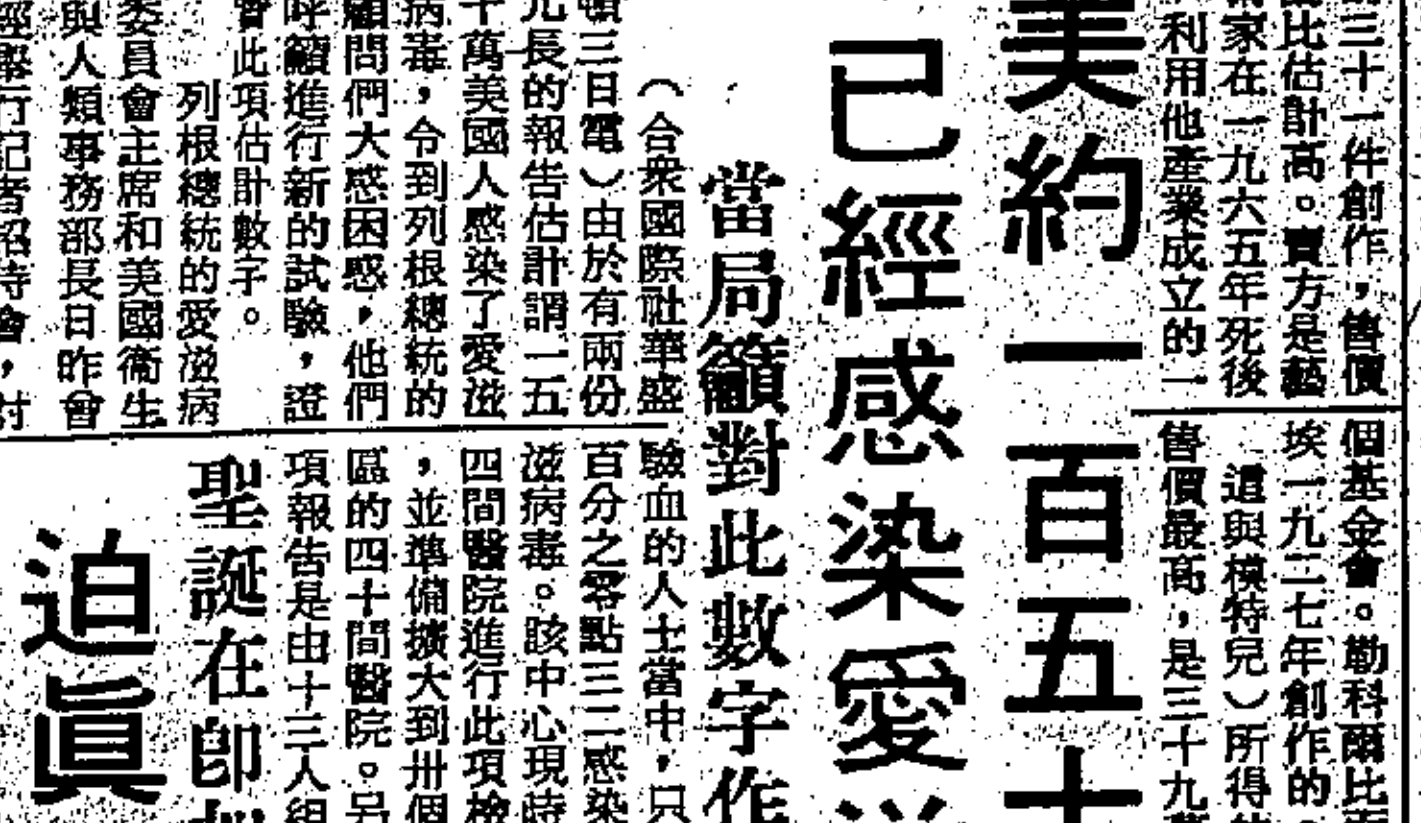 三十一件創作，售價
比估計高。賣方是藝
術家在一九六五年死後
利用他產業成立的一
個基金會。勒科爾比
埃一九二七年創作的。
這與模特兒）所得
售價最高，是三十九萬
美約一百五十
已經感染愛滋
當局籲對此數字作
（合衆國際社華盛
頓三日電）由於有兩份
冗長的報告估計謂一五
十萬美國人感染了愛滋
病毒，令到列根總統的
顧問們大感困惑，他們
呼籲進行新的試驗，證
實此項估計數字。
列根總統的愛滋病
委員會主席和美國衞生
與人類事務部長日昨會
經舉行記者招待會，討
驗血的人士當中，只
百分之零點三二感染
滋病毒。該中心現時
四間醫院進行此項檢
，並準備擴大到卅個
區的四十間醫院。另
項報告是由十三人組
聖誕在即
迫眞